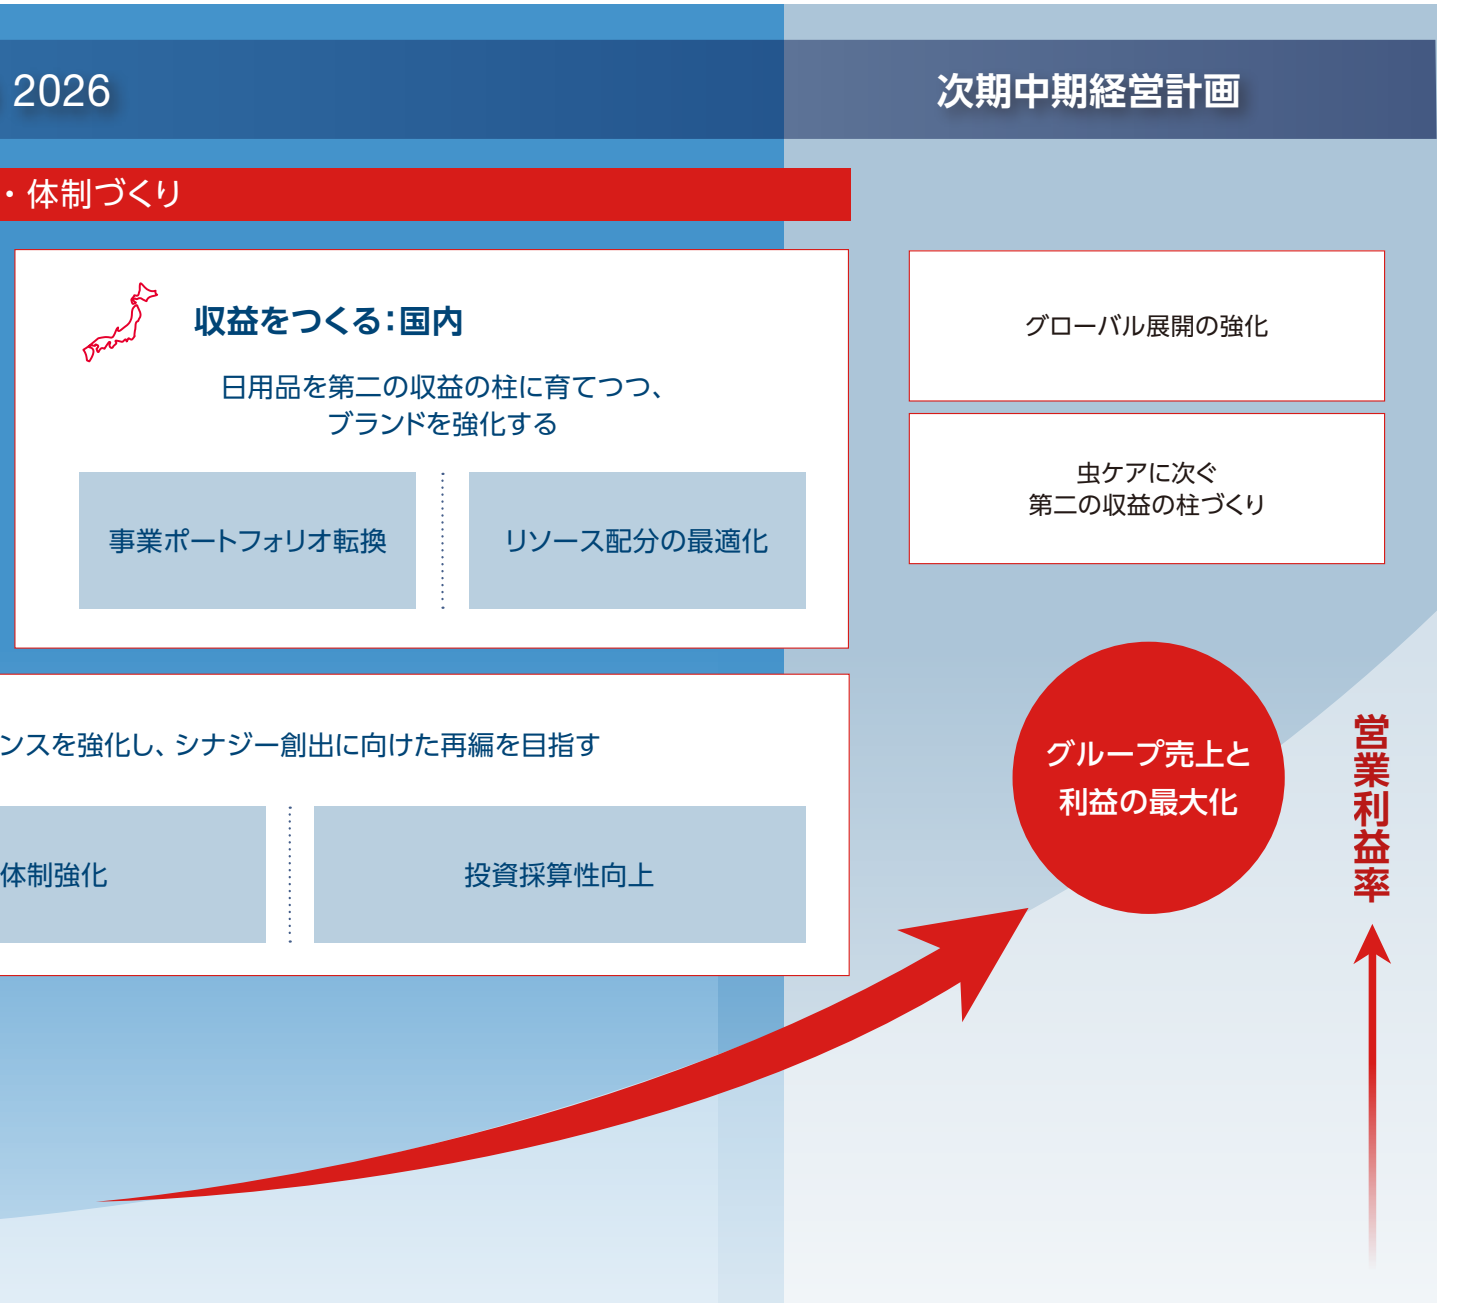 2026
次期中期経営計画
・体制づくり
収益をつくる：国内
日用品を第二の収益の柱に育てつつ、
ブランドを強化する
事業ポートフォリオ転換
リソース配分の最適化
ンスを強化し、シナジー創出に向けた再編を目指す
体制強化
投資採算性向上
グローバル展開の強化
虫ケアに次ぐ
第二の収益の柱づくり
グループ売上と
利益の最大化
営業利益率